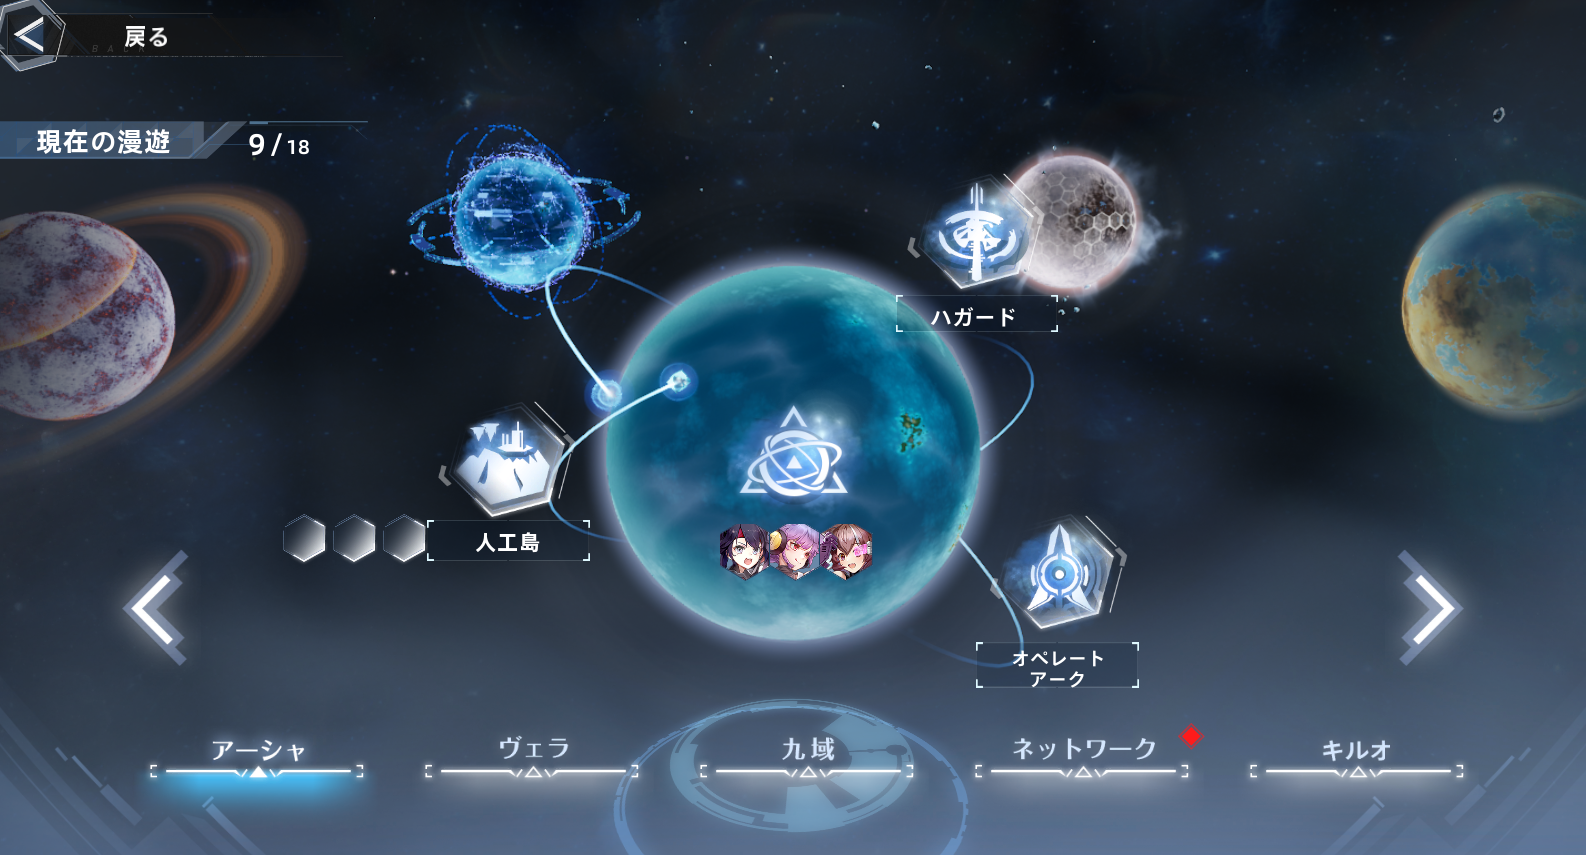 戻る
BACK
現在の漫遊
9/18
ハガード
人工島
オペレート
アーク
アーシャ
ヴェラ
九域
ネットワーク
キルオ